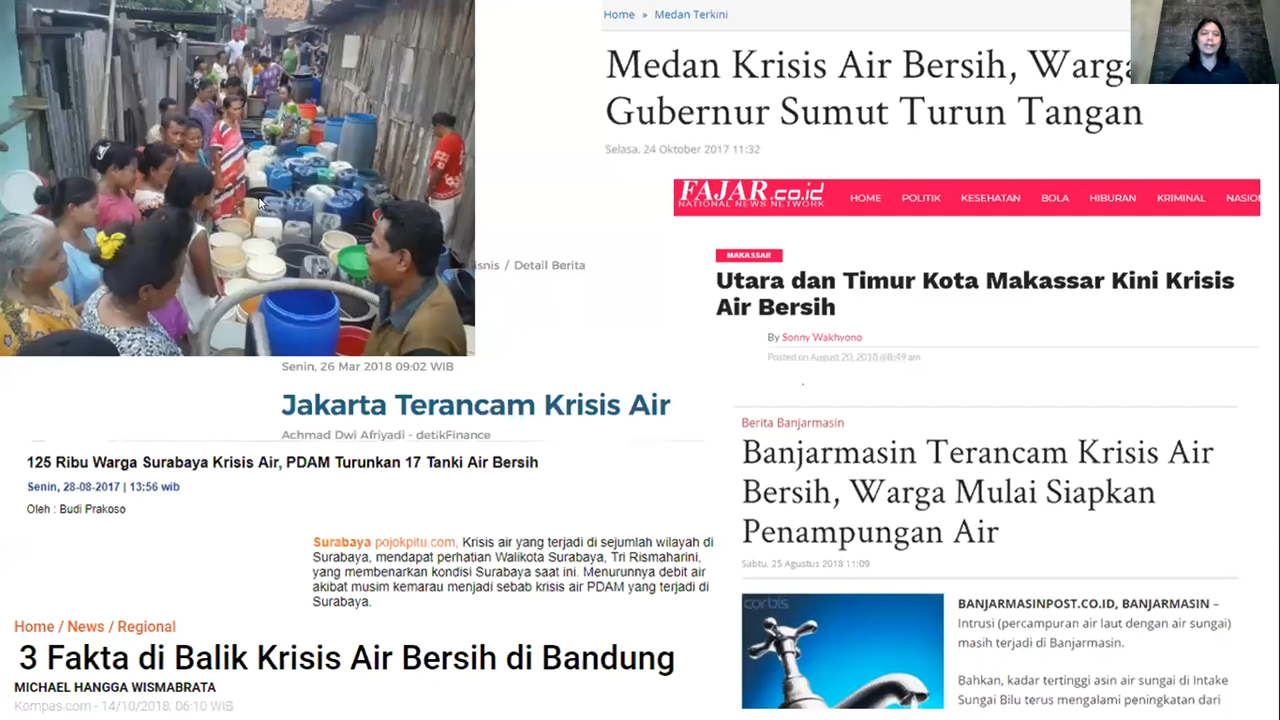 Home » Medan Terkini
Medan Krisis Air Bersih, Warga
Gubernur Sumut Turun Tangan
Selasa, 24 Oktober 2017 11:32
FAJAR.co.id
NATIONAL NEWS NETWORK
HOME POLITIK KESEHATAN BOLA HIBURAN KRIMINAL
MAKASSAR
Utara dan Timur Kota Makassar Kini Krisis
Air Bersih
By Sonny Wakhyono
Posted on August 20, 2018 @8:49 am
/ Detail Berita
Senin, 26 Mar 2018 09:02 WIB
Jakarta Terancam Krisis Air
Achmad Dwi Afriyadi - detikFinance
125 Ribu Warga Surabaya Krisis Air, PDAM Turunkan 17 Tanki Air Bersih
Senin, 28-08-2017 | 13:56 wib
Oleh : Budi Prakoso
Surabaya pojokpitu.com, Krisis air yang terjadi di sejumlah wilayah di
Surabaya, mendapat perhatian Walikota Surabaya, Tri Rismaharini,
yang membenarkan kondisi Surabaya saat ini. Menurunnya debit air
akibat musim kemarau menjadi sebab krisis air PDAM yang terjadi di
Surabaya.
Home / News / Regional
3 Fakta di Balik Krisis Air Bersih di Bandung
MICHAEL HANGGA WISMABRATA
Kompas.com - 14/10/2018, 06:10 WIB
Berita Banjarmasin
Banjarmasin Terancam Krisis Air
Bersih, Warga Mulai Siapkan
Penampungan Air
Sabtu, 25 Agustus 2018 11:09
corbis
BANJARMASINPOST.CO.ID, BANJARMASIN –
Intrusi (percampuran air laut dengan air sungai)
masih terjadi di Banjarmasin.
Bahkan, kadar tertinggi asin air sungai di Intake
Sungai Bilu terus mengalami peningkatan dari